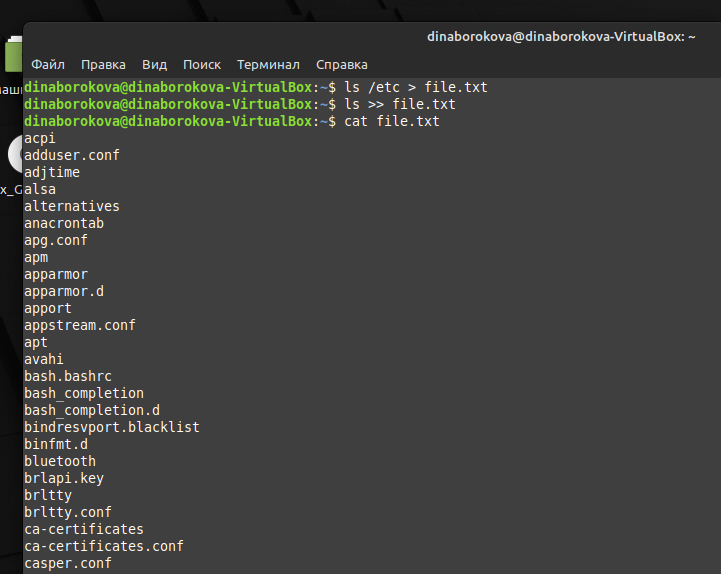 dinaborokova@dinaborokova-VirtualBox: ~
Файл Правка Вид Поиск Терминал Справка
dinaborokova@dinaborokova-VirtualBox:~$ ls /etc > file.txt
dinaborokova@dinaborokova-VirtualBox:~$ ls >> file.txt
dinaborokova@dinaborokova-VirtualBox:~$ cat file.txt
acpi
adduser.conf
adjtime
alsa
alternatives
anacrontab
apg.conf
apm
apparmor
apparmor.d
apport
appstream.conf
apt
avahi
bash.bashrc
bash_completion
bash_completion.d
bindresvport.blacklist
binfmt.d
bluetooth
brlapi.key
brltty
brltty.conf
ca-certificates
ca-certificates.conf
casper.conf